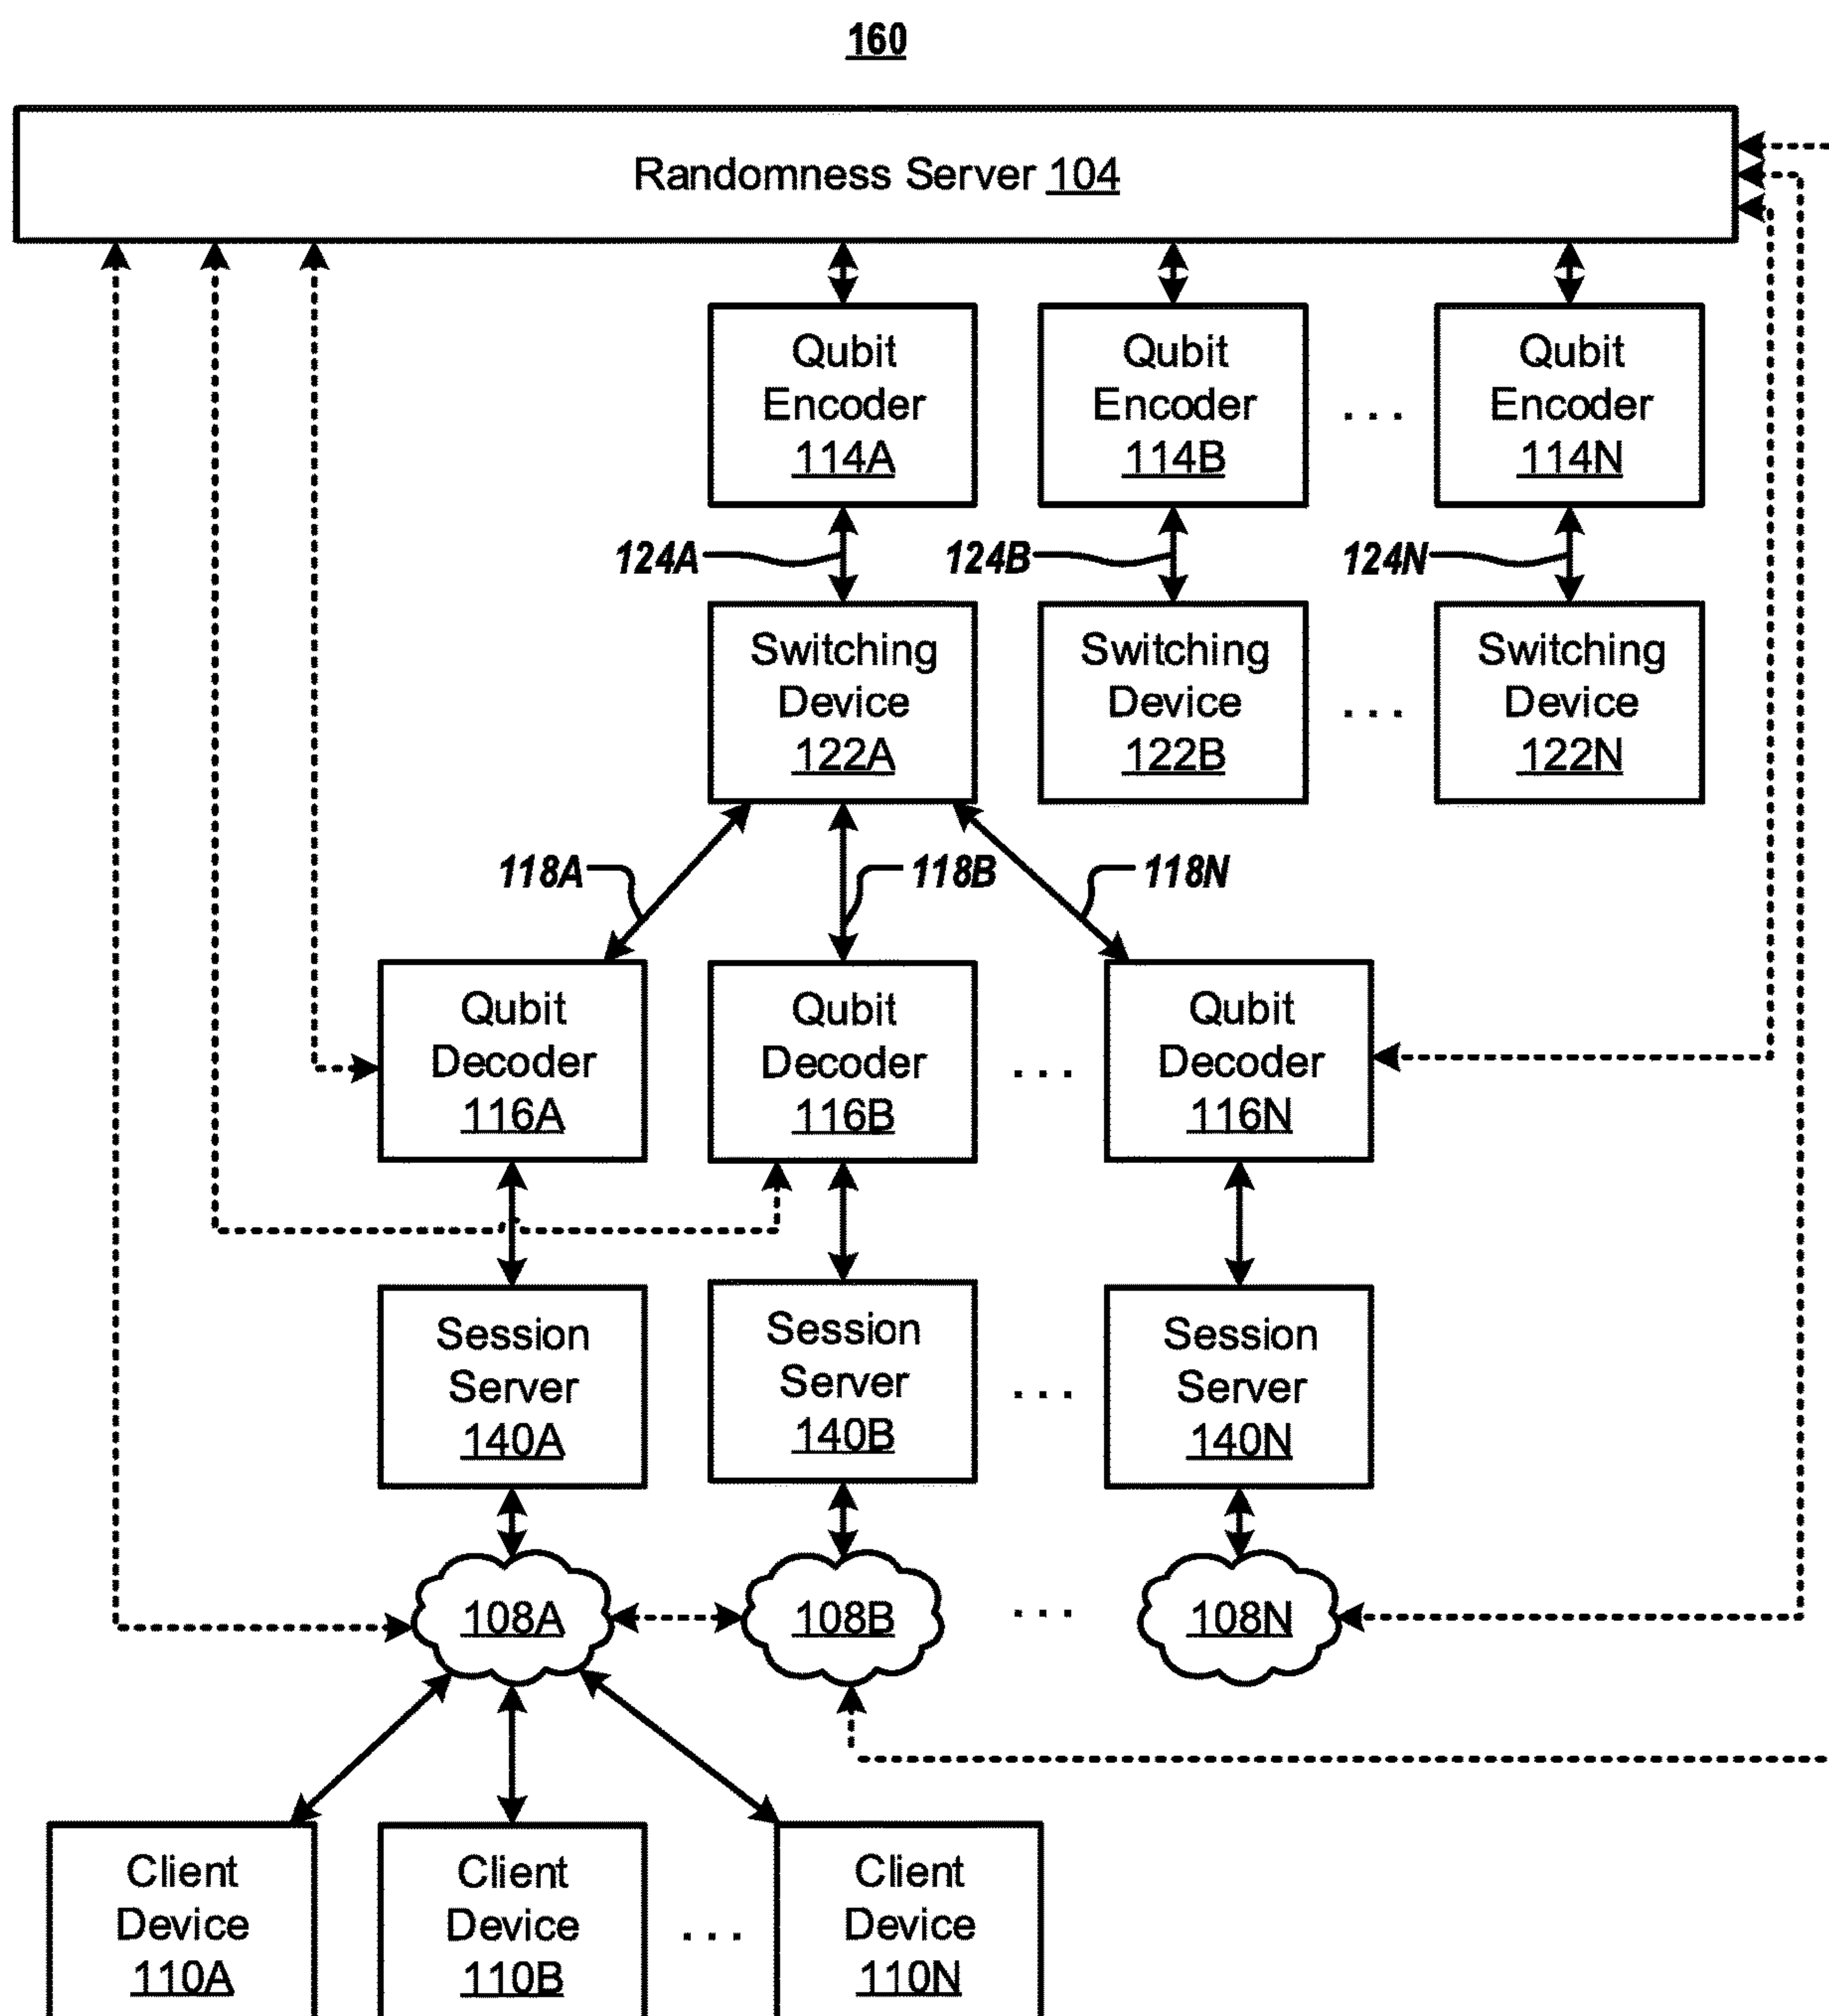 160
Randomness Server 104
Qubit
Encoder
114A
Qubit
Encoder
114B
. . .
Qubit
Encoder
114N
124A
124B
124N
Switching
Device
122A
Switching
Device
122B
. . .
Switching
Device
122N
118A
118B
118N
Qubit
Decoder
116A
Qubit
Decoder
116B
. . .
Qubit
Decoder
116N
Session
Server
140A
Session
Server
140B
. . .
Session
Server
140N
108A
108B
. . .
108N
Client
Device
110A
Client
Device
110B
. . .
Client
Device
110N